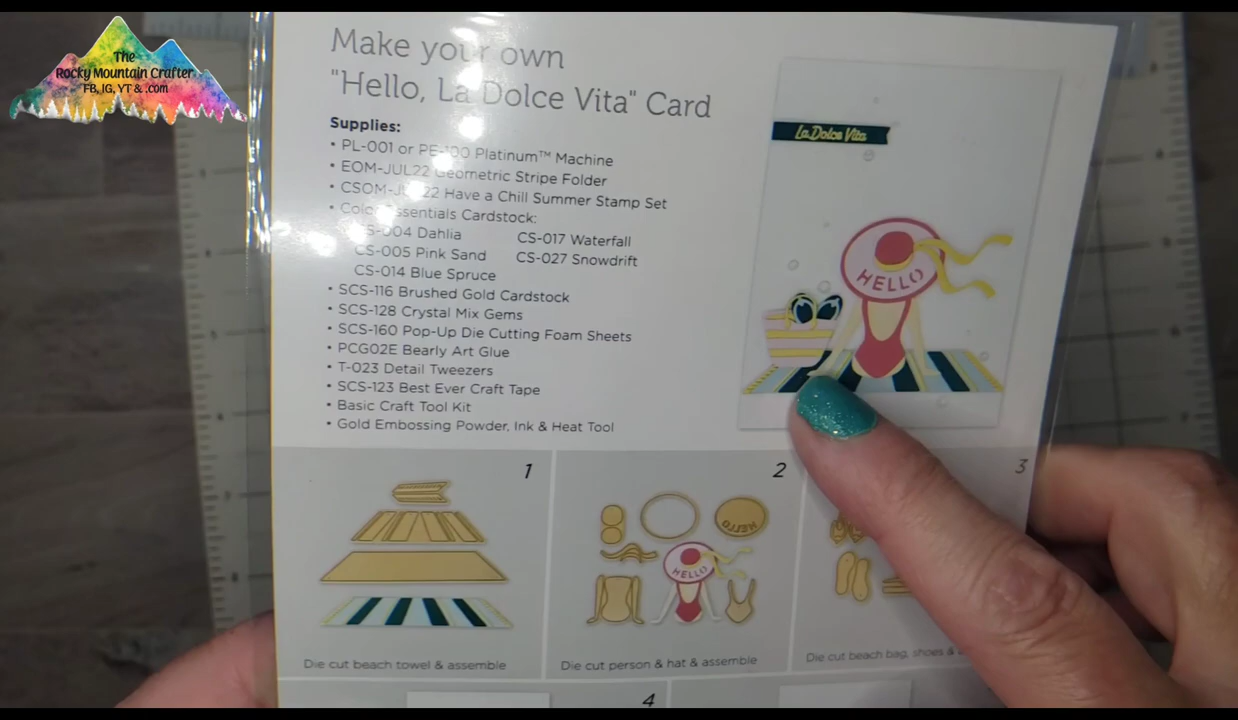 The
Rocky Mountain Crafter
FB, IG, YT & .com
Make your own
"Hello, La Dolce Vita" Card
Supplies:
• PL-001 or PE-100 Platinum™ Machine
• EOM-JUL22 Geometric Stripe Folder
• CSOM-JUL22 Have a Chill Summer Stamp Set
• Color Essentials Cardstock:
CS-004 Dahlia
CS-017 Waterfall
CS-005 Pink Sand
CS-027 Snowdrift
CS-014 Blue Spruce
• SCS-116 Brushed Gold Cardstock
• SCS-128 Crystal Mix Gems
• SCS-160 Pop-Up Die Cutting Foam Sheets
• PCG02E Bearly Art Glue
• T-023 Detail Tweezers
• SCS-123 Best Ever Craft Tape
• Basic Craft Tool Kit
• Gold Embossing Powder, Ink & Heat Tool
La Dolce Vita
HELLO
1
2
3
HELLO
HELLO
Die cut beach towel & assemble
Die cut person & hat & assemble
Die cut beach bag, shoes &
4